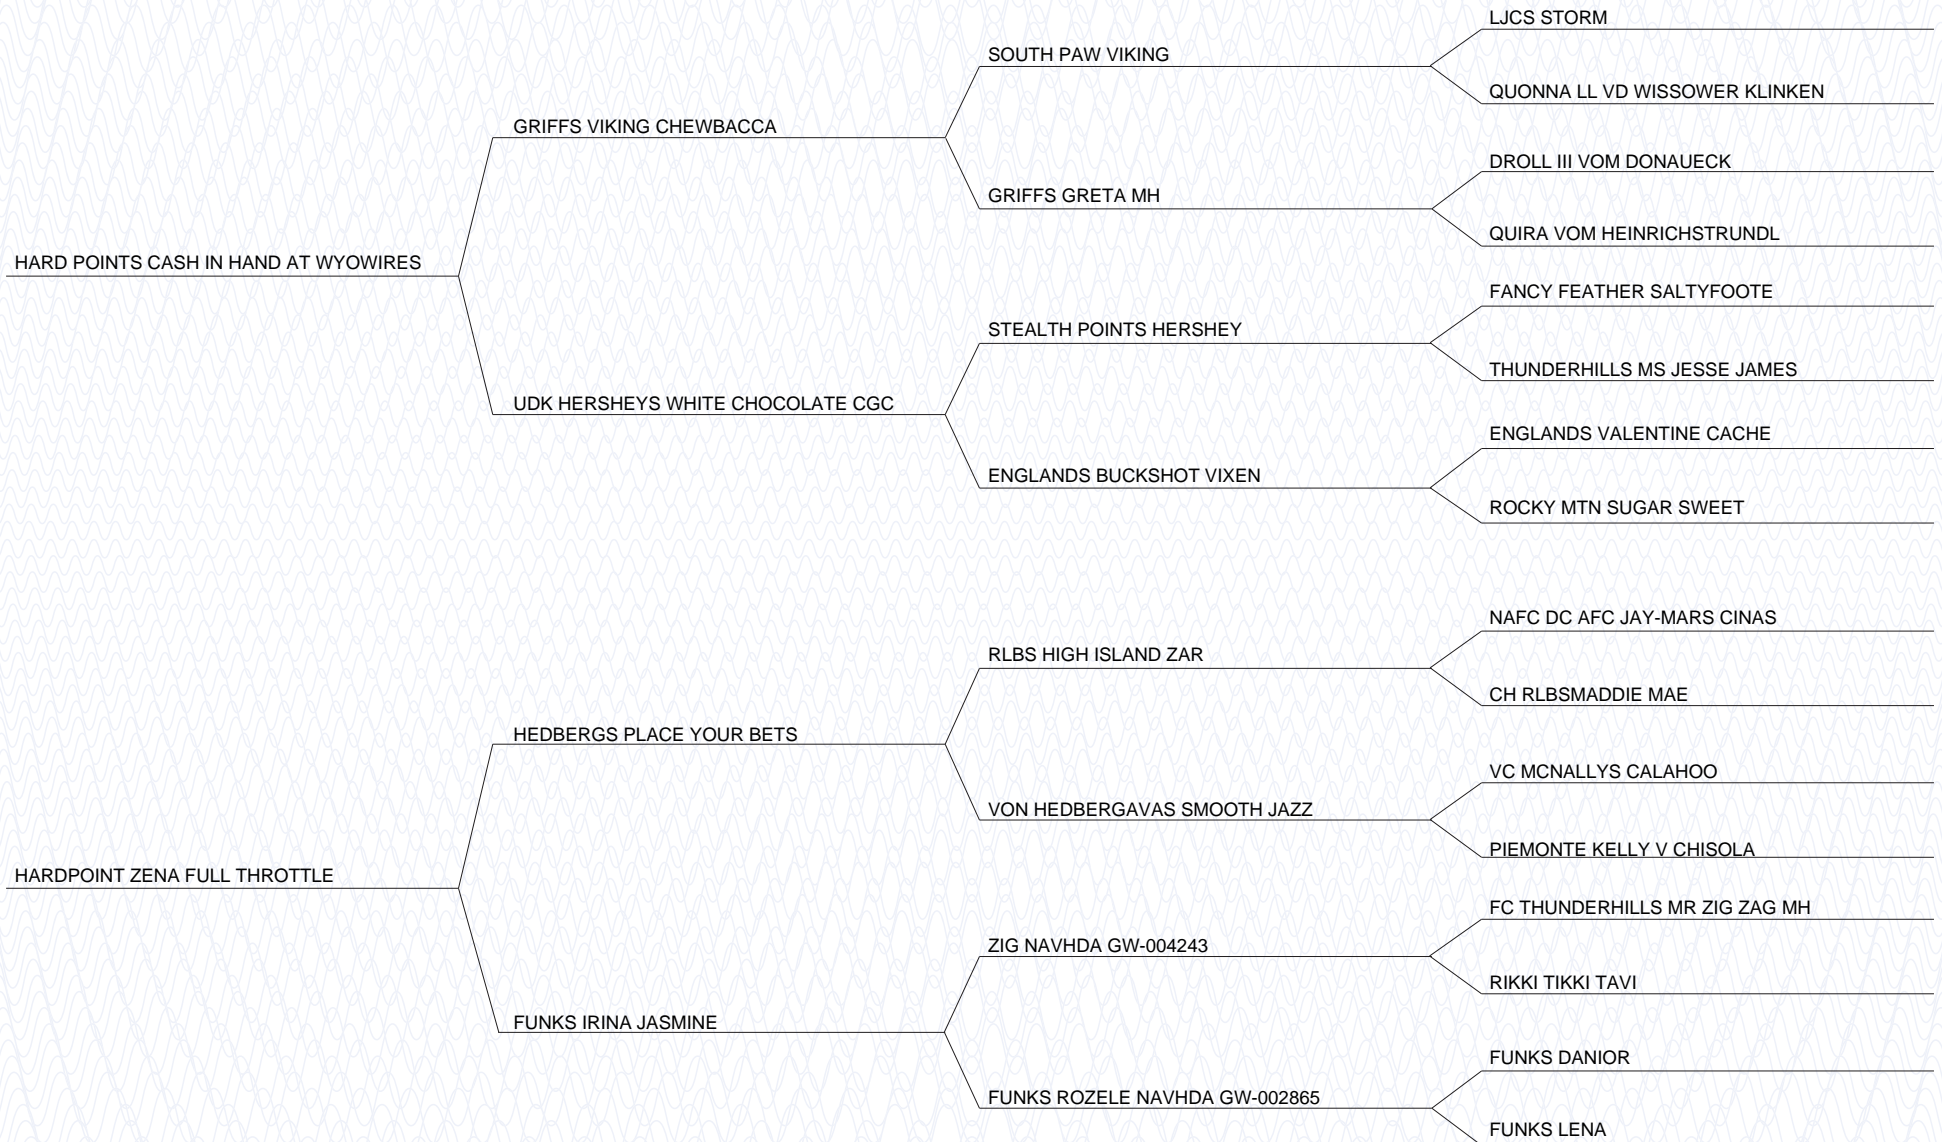 LJCS STORM
SOUTH PAW VIKING
QUONNA LL VD WISSOWER KLINKEN
GRIFFS VIKING CHEWBACCA
DROLL III VOM DONAUECK
GRIFFS GRETA MH
QUIRA VOM HEINRICHSTRUNDL
HARD POINTS CASH IN HAND AT WYOWIRES
FANCY FEATHER SALTYFOOTE
STEALTH POINTS HERSHEY
THUNDERHILLS MS JESSE JAMES
UDK HERSHEYS WHITE CHOCOLATE CGC
ENGLANDS VALENTINE CACHE
ENGLANDS BUCKSHOT VIXEN
ROCKY MTN SUGAR SWEET
NAFC DC AFC JAY-MARS CINAS
RLBS HIGH ISLAND ZAR
CH RLBSMADDIE MAE
HEDBERGS PLACE YOUR BETS
VC MCNALLYS CALAHOO
VON HEDBERGAVAS SMOOTH JAZZ
PIEMONTE KELLY V CHISOLA
HARDPOINT ZENA FULL THROTTLE
FC THUNDERHILLS MR ZIG ZAG MH
ZIG NAVHDA GW-004243
RIKKI TIKKI TAVI
FUNKS IRINA JASMINE
FUNKS DANIOR
FUNKS ROZELE NAVHDA GW-002865
FUNKS LENA